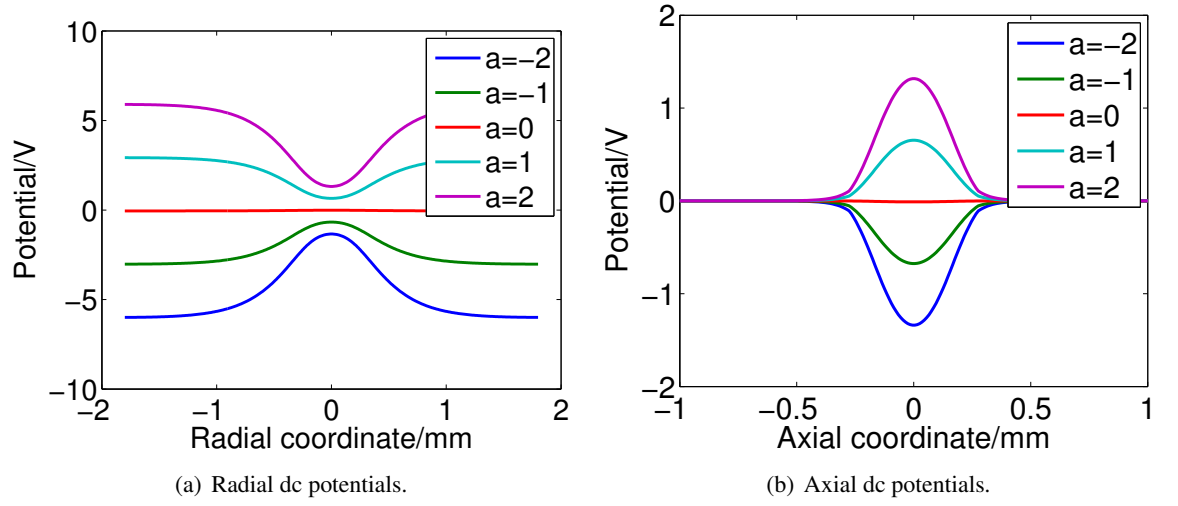 10
5
0
−5
−10
−2
−1
0
1
2
Potential/V
Radial coordinate/mm
a=−2
a=−1
a=0
a=1
a=2
(a) Radial dc potentials.
2
1
0
−1
−2
−1
−0.5
0
0.5
1
Potential/V
Axial coordinate/mm
a=−2
a=−1
a=0
a=1
a=2
(b) Axial dc potentials.